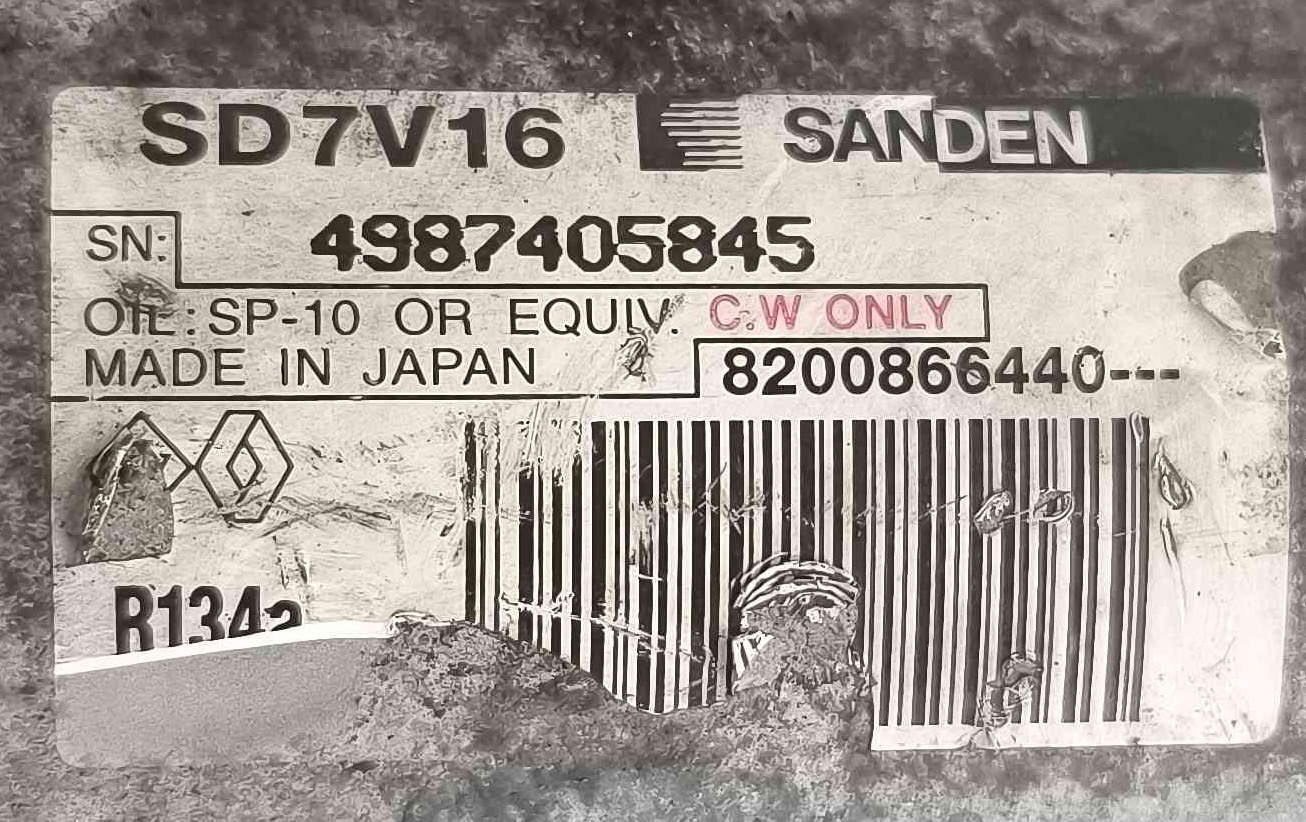 SD7V16 SANDEN
SN: 4987405845
OIL:SP-10 OR EQUIV. C.W ONLY
MADE IN JAPAN 8200866440---
R134a